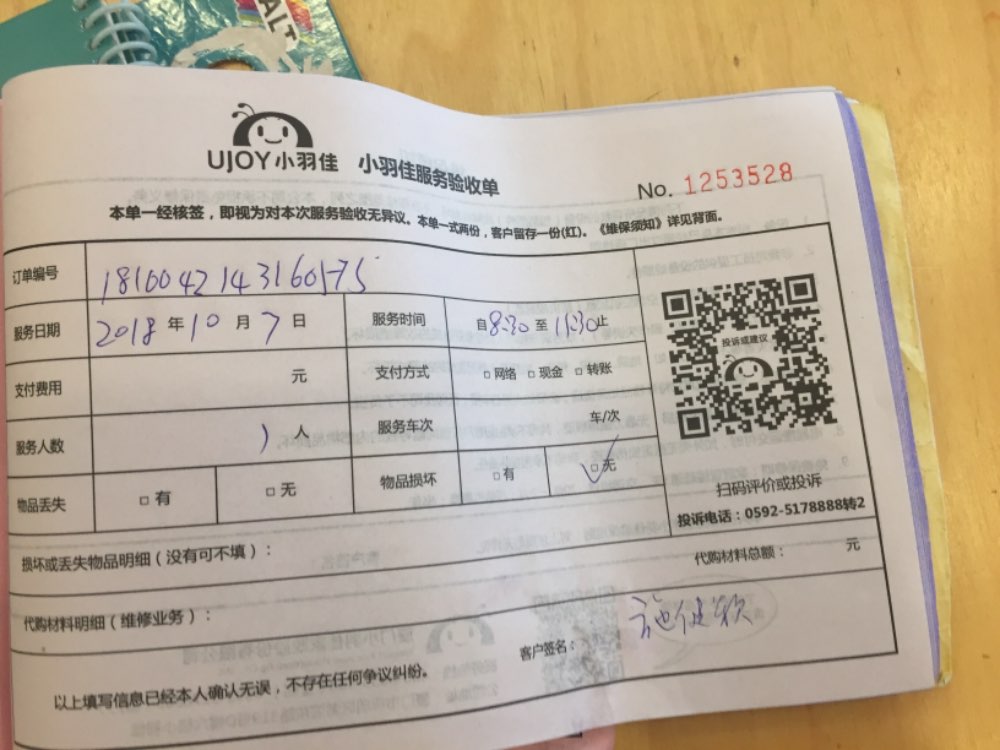 ALT
UJOY小羽佳 小羽佳服务验收单
No. 1253528
本单一经核签，即视为对本次服务验收无异议。本单一式两份，客户留存一份(红)。《维保须知》详见背面。
订单编号 18100421431601575
服务日期 2018 年 10 月 7 日 服务时间 自 8:30 至 11:30 止
支付费用 元 支付方式 □ 网络 □ 现金 □ 转账
服务人数 1 人 服务车次 车/次
物品丢失 □ 有 □ 无 物品损坏 □ 有 □ 无
投诉或建议
扫码评价或投诉
投诉电话：0592-5178888转2
损坏或丢失物品明细（没有可不填）：
代购材料总额： 元
代购材料明细（维修业务）：
客户签名：
以上填写信息已经本人确认无误，不存在任何争议纠纷。